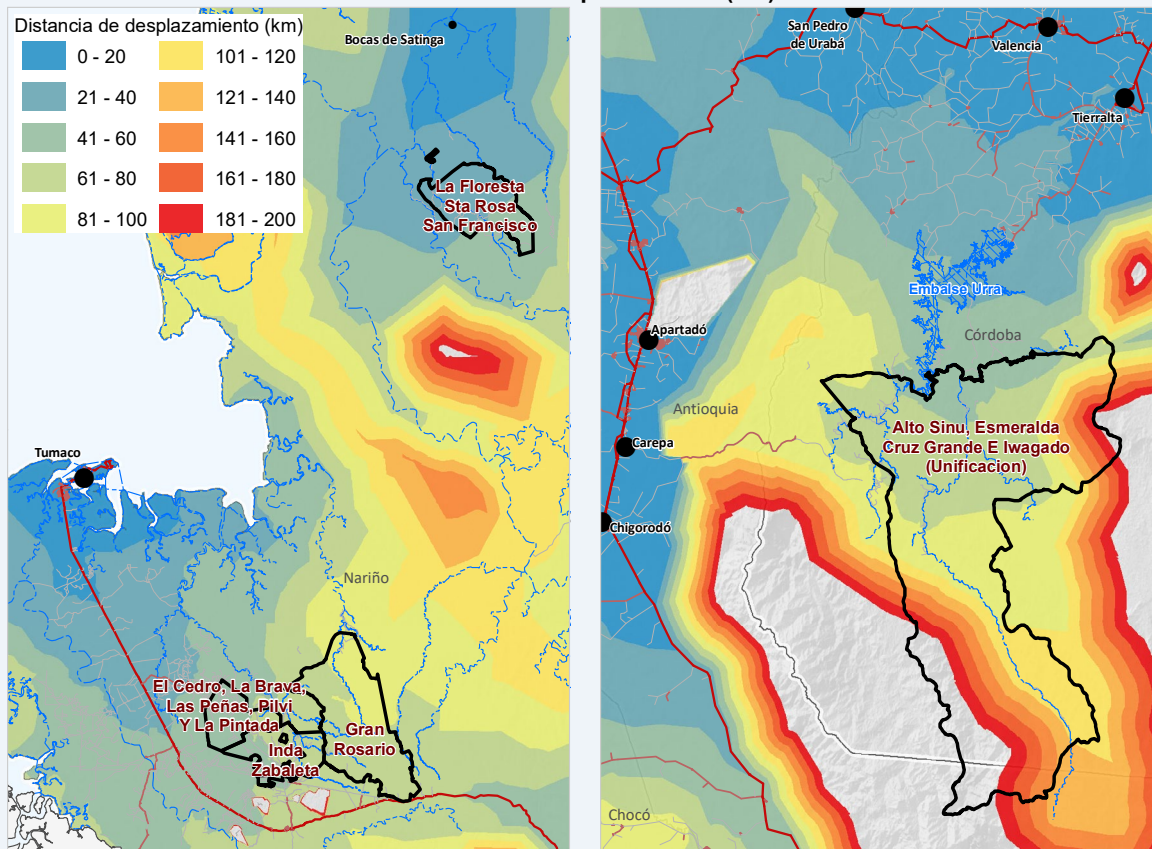 Distancia de desplazamiento (km)
0 - 20
101 - 120
21 - 40
121 - 140
41 - 60
141 - 160
61 - 80
161 - 180
81 - 100
181 - 200
Bocas de Satinga
La Floresta
Sta Rosa
San Francisco
Tumaco
Nariño
El Cedro, La Brava,
Las Peñas, Pilvi
Y La Pintada
Gran
Rosario
Inda
Zabaleta
San Pedro
de Urabá
Valencia
Tierralta
Embalse Urra
Apartadó
Córdoba
Antioquia
Carepa
Alto Sinu, Esmeralda
Cruz Grande E Iwagado
(Unificacion)
Chigorodó
Chocó